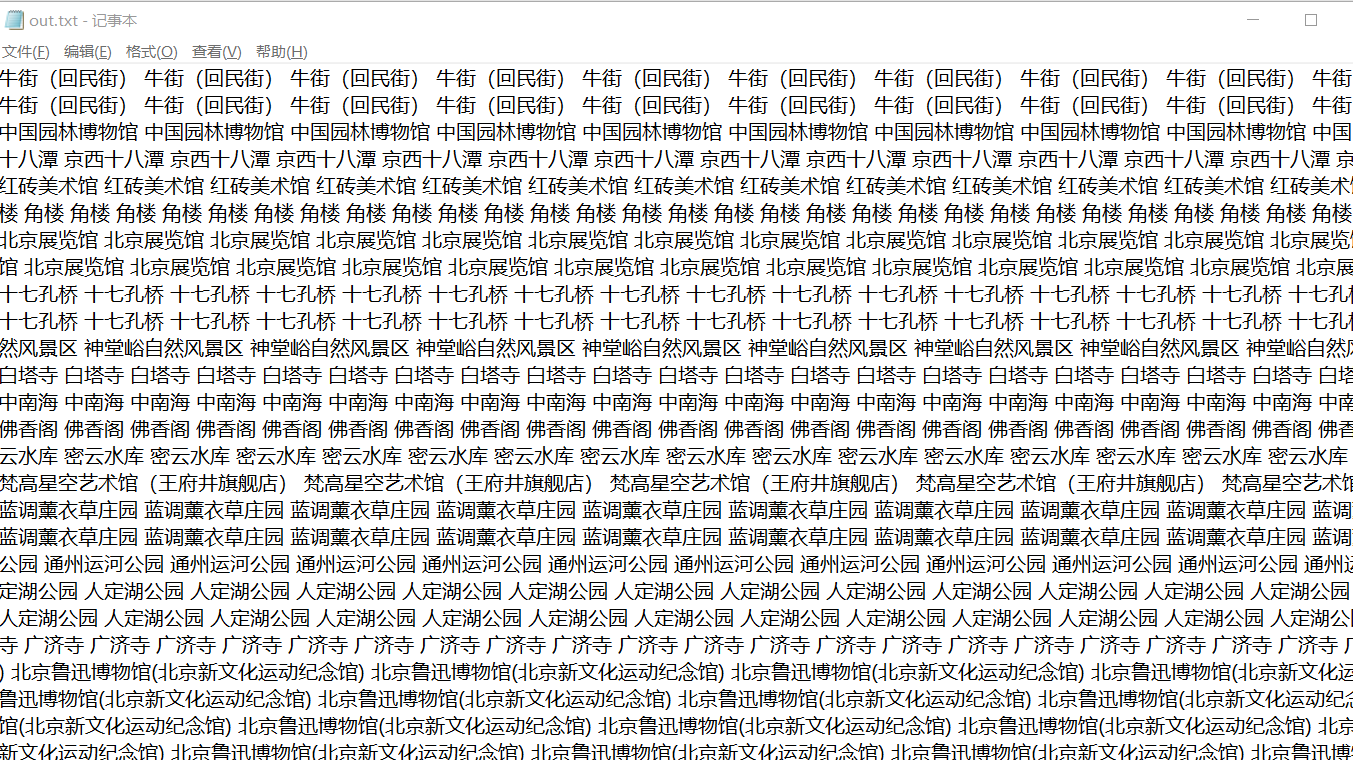 out.txt - 记事本
文件(F) 编辑(E) 格式(O) 查看(V) 帮助(H)
牛街（回民街） 牛街（回民街） 牛街（回民街） 牛街（回民街） 牛街（回民街） 牛街（回民街） 牛街（回民街） 牛街（回民街） 牛街（回民街） 牛街
牛街（回民街） 牛街（回民街） 牛街（回民街） 牛街（回民街） 牛街（回民街） 牛街（回民街） 牛街（回民街） 牛街（回民街） 牛街（回民街） 牛街
中国园林博物馆 中国园林博物馆 中国园林博物馆 中国园林博物馆 中国园林博物馆 中国园林博物馆 中国园林博物馆 中国园林博物馆 中国园林博物馆 中国
十八潭 京西十八潭 京西十八潭 京西十八潭 京西十八潭 京西十八潭 京西十八潭 京西十八潭 京西十八潭 京西十八潭 京西十八潭 京西十八潭 京
红砖美术馆 红砖美术馆 红砖美术馆 红砖美术馆 红砖美术馆 红砖美术馆 红砖美术馆 红砖美术馆 红砖美术馆 红砖美术馆 红砖美术馆 红砖美术馆 红砖美术
楼 角楼 角楼 角楼 角楼 角楼 角楼 角楼 角楼 角楼 角楼 角楼 角楼 角楼 角楼 角楼 角楼 角楼 角楼 角楼 角楼 角楼 角楼 角楼 角楼 角楼 角楼 角楼 角楼 角楼
北京展览馆 北京展览馆 北京展览馆 北京展览馆 北京展览馆 北京展览馆 北京展览馆 北京展览馆 北京展览馆 北京展览馆 北京展览馆 北京展览馆 北京展览
馆 北京展览馆 北京展览馆 北京展览馆 北京展览馆 北京展览馆 北京展览馆 北京展览馆 北京展览馆 北京展览馆 北京展览馆 北京展览馆 北京展览馆 北京展
十七孔桥 十七孔桥 十七孔桥 十七孔桥 十七孔桥 十七孔桥 十七孔桥 十七孔桥 十七孔桥 十七孔桥 十七孔桥 十七孔桥 十七孔桥 十七孔桥 十七孔桥 十七孔
十七孔桥 十七孔桥 十七孔桥 十七孔桥 十七孔桥 十七孔桥 十七孔桥 十七孔桥 十七孔桥 十七孔桥 十七孔桥 十七孔桥 十七孔桥 十七孔桥 十七孔桥 十七孔
然风景区 神堂峪自然风景区 神堂峪自然风景区 神堂峪自然风景区 神堂峪自然风景区 神堂峪自然风景区 神堂峪自然风景区 神堂峪自然风景区 神堂峪自然风
白塔寺 白塔寺 白塔寺 白塔寺 白塔寺 白塔寺 白塔寺 白塔寺 白塔寺 白塔寺 白塔寺 白塔寺 白塔寺 白塔寺 白塔寺 白塔寺 白塔寺 白塔寺 白塔寺 白塔寺 白塔
中南海 中南海 中南海 中南海 中南海 中南海 中南海 中南海 中南海 中南海 中南海 中南海 中南海 中南海 中南海 中南海 中南海 中南海 中南海 中南海 中南
佛香阁 佛香阁 佛香阁 佛香阁 佛香阁 佛香阁 佛香阁 佛香阁 佛香阁 佛香阁 佛香阁 佛香阁 佛香阁 佛香阁 佛香阁 佛香阁 佛香阁 佛香阁 佛香阁 佛香阁 佛香
云水库 密云水库 密云水库 密云水库 密云水库 密云水库 密云水库 密云水库 密云水库 密云水库 密云水库 密云水库 密云水库 密云水库 密云水库 密云水库
梵高星空艺术馆（王府井旗舰店） 梵高星空艺术馆（王府井旗舰店） 梵高星空艺术馆（王府井旗舰店） 梵高星空艺术馆（王府井旗舰店） 梵高星空艺术馆
蓝调薰衣草庄园 蓝调薰衣草庄园 蓝调薰衣草庄园 蓝调薰衣草庄园 蓝调薰衣草庄园 蓝调薰衣草庄园 蓝调薰衣草庄园 蓝调薰衣草庄园 蓝调薰衣草庄园 蓝调
蓝调薰衣草庄园 蓝调薰衣草庄园 蓝调薰衣草庄园 蓝调薰衣草庄园 蓝调薰衣草庄园 蓝调薰衣草庄园 蓝调薰衣草庄园 蓝调薰衣草庄园 蓝调薰衣草庄园 蓝调
公园 通州运河公园 通州运河公园 通州运河公园 通州运河公园 通州运河公园 通州运河公园 通州运河公园 通州运河公园 通州运河公园 通州运河公园 通州运
定湖公园 人定湖公园 人定湖公园 人定湖公园 人定湖公园 人定湖公园 人定湖公园 人定湖公园 人定湖公园 人定湖公园 人定湖公园 人定湖公园 人定湖公园
人定湖公园 人定湖公园 人定湖公园 人定湖公园 人定湖公园 人定湖公园 人定湖公园 人定湖公园 人定湖公园 人定湖公园 人定湖公园 人定湖公园 人定湖公
寺 广济寺 广济寺 广济寺 广济寺 广济寺 广济寺 广济寺 广济寺 广济寺 广济寺 广济寺 广济寺 广济寺 广济寺 广济寺 广济寺 广济寺 广济寺 广济寺 广济寺 广
) 北京鲁迅博物馆(北京新文化运动纪念馆) 北京鲁迅博物馆(北京新文化运动纪念馆) 北京鲁迅博物馆(北京新文化运动纪念馆) 北京鲁迅博物馆(北京新文化运
鲁迅博物馆(北京新文化运动纪念馆) 北京鲁迅博物馆(北京新文化运动纪念馆) 北京鲁迅博物馆(北京新文化运动纪念馆) 北京鲁迅博物馆(北京新文化运动纪念
馆(北京新文化运动纪念馆) 北京鲁迅博物馆(北京新文化运动纪念馆) 北京鲁迅博物馆(北京新文化运动纪念馆) 北京鲁迅博物馆(北京新文化运动纪念馆) 北京
新文化运动纪念馆) 北京鲁迅博物馆(北京新文化运动纪念馆) 北京鲁迅博物馆(北京新文化运动纪念馆) 北京鲁迅博物馆(北京新文化运动纪念馆) 北京鲁迅博物